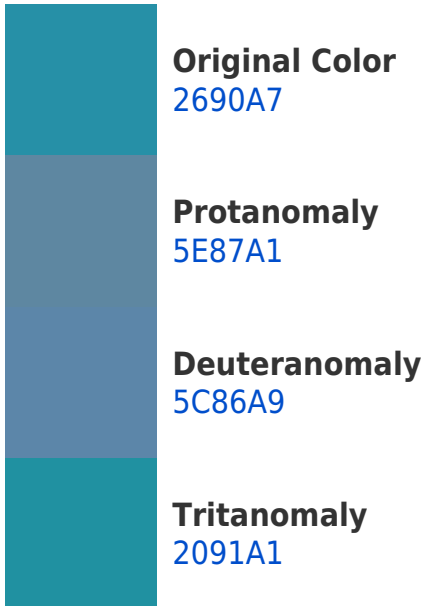 Original Color
2690A7
Protanomaly
5E87A1
Deuteranomaly
5C86A9
Tritanomaly
2091A1